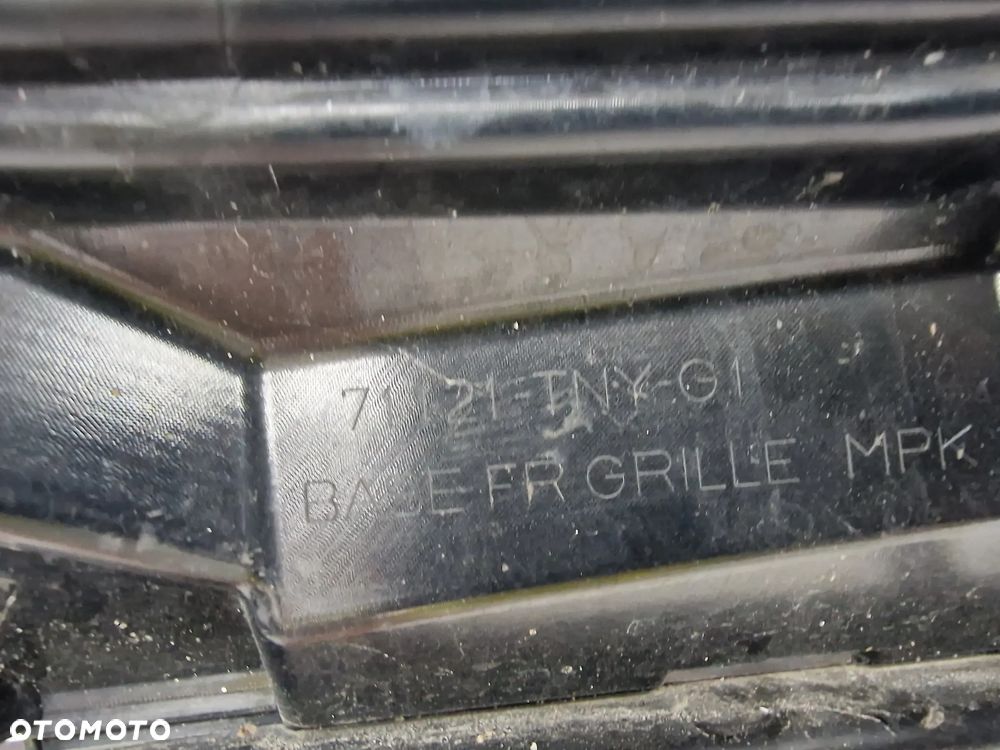 71121-TNY-G1
BASE FR GRILLE MPK
OTOMOTO